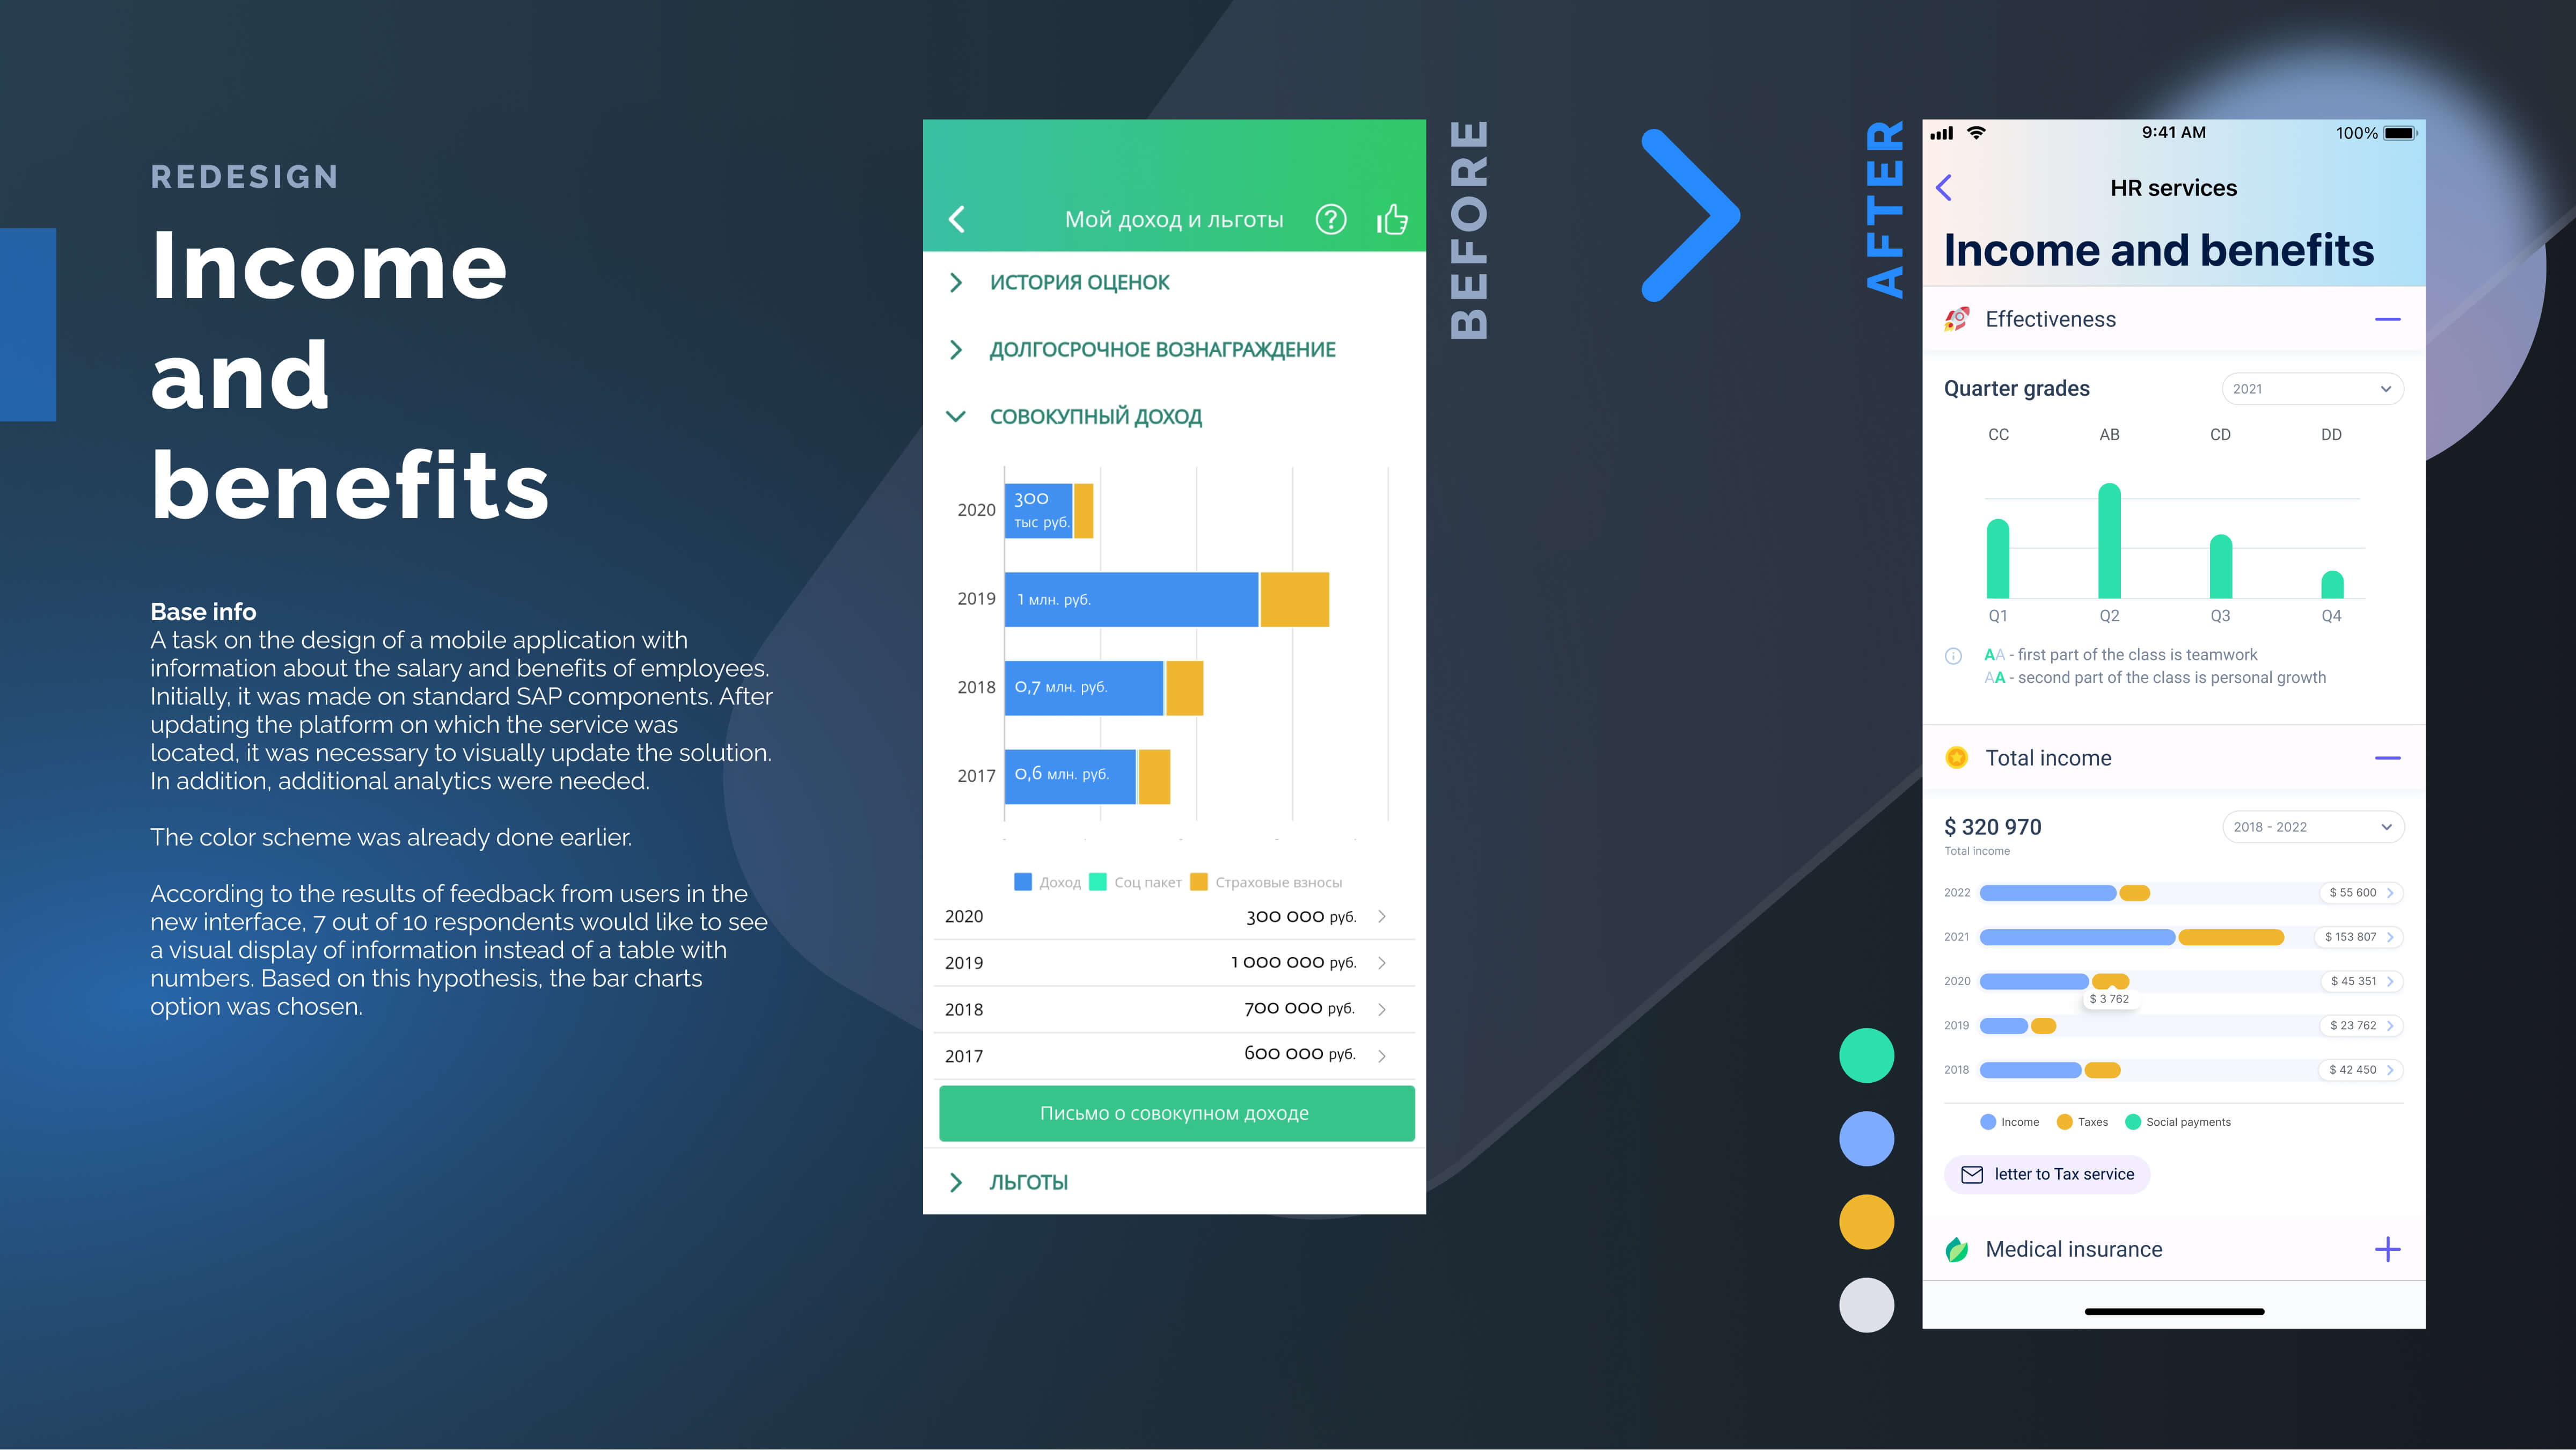 REDESIGN
Income
and
benefits
Base info
A task on the design of a mobile application with
information about the salary and benefits of employees.
Initially, it was made on standard SAP components. After
updating the platform on which the service was
located, it was necessary to visually update the solution.
In addition, additional analytics were needed.
The color scheme was already done earlier.
According to the results of feedback from users in the
new interface, 7 out of 10 respondents would like to see
a visual display of information instead of a table with
numbers. Based on this hypothesis, the bar charts
option was chosen.
Мой доход и льготы
ИСТОРИЯ ОЦЕНОК
ДОЛГОСРОЧНОЕ ВОЗНАГРАЖДЕНИЕ
СОВОКУПНЫЙ ДОХОД
2020
300
тыс руб.
2019
1 млн. руб.
2018
0,7 млн. руб.
2017
0,6 млн. руб.
Доход Соц пакет Страховые взносы
2020 300 000 руб.
2019 1 000 000 руб.
2018 700 000 руб.
2017 600 000 руб.
Письмо о совокупном доходе
ЛЬГОТЫ
BEFORE
AFTER
9:41 AM 100%
HR services
Income and benefits
Effectiveness
Quarter grades 2021
CC AB CD DD
Q1 Q2 Q3 Q4
AA - first part of the class is teamwork
AA - second part of the class is personal growth
Total income
$ 320 970 2018 - 2022
Total income
2022 $ 55 600
2021 $ 153 807
2020 $ 45 351
$ 3 762
2019 $ 23 762
2018 $ 42 450
Income Taxes Social payments
letter to Tax service
Medical insurance